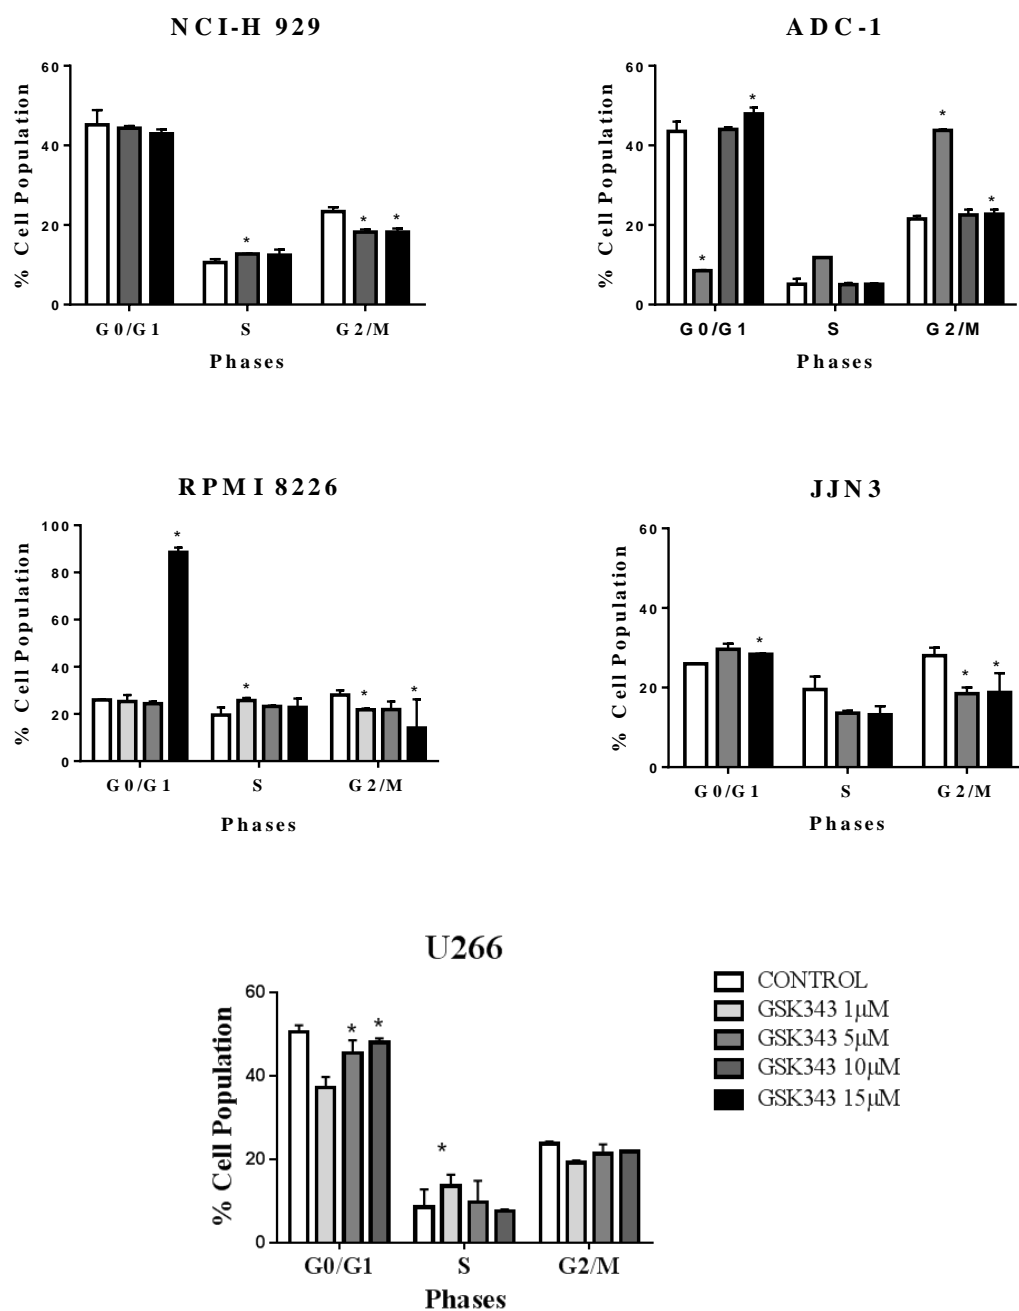 NCI-H 929
% Cell Population
60
40
20
0
*
*
*
G0/G1
S
G2/M
Phases
ADC-1
% Cell Population
60
40
20
0
*
*
*
*
G0/G1
S
G2/M
Phases
RPMI 8226
% Cell Population
100
80
60
40
20
0
*
*
*
*
G0/G1
S
G2/M
Phases
JJN3
% Cell Population
60
40
20
0
*
*
*
G0/G1
S
G2/M
Phases
U266
% Cell Population
60
40
20
0
*
*
*
G0/G1
S
G2/M
Phases
CONTROL
GSK343 1µM
GSK343 5µM
GSK343 10µM
GSK343 15µM